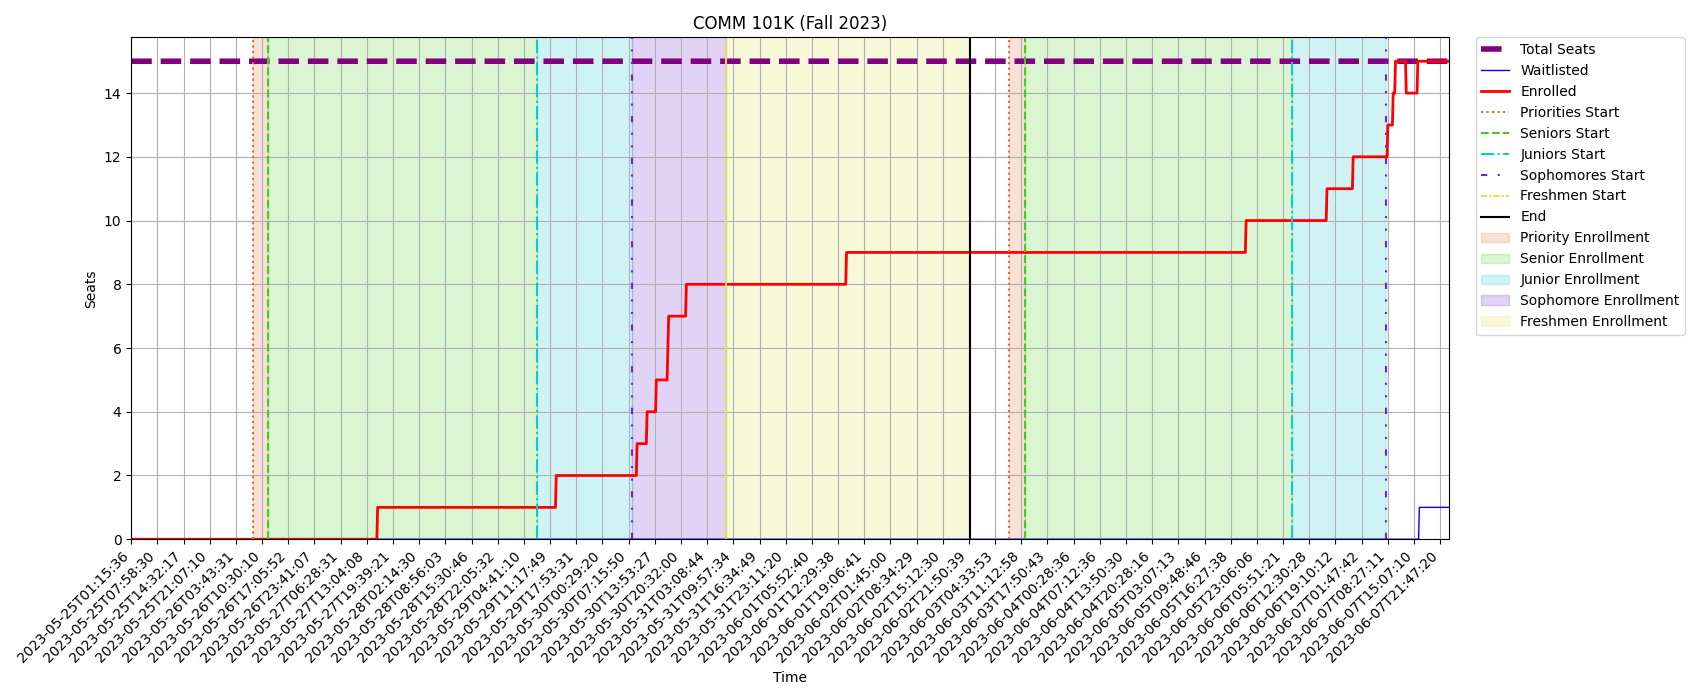 COMM 101K (Fall 2023)
Seats
14
12
10
8
6
4
2
0
2023-05-25T01:15:36
2023-05-25T07:58:30
2023-05-25T14:32:17
2023-05-25T21:07:10
2023-05-26T03:43:31
2023-05-26T10:30:10
2023-05-26T17:05:52
2023-05-26T23:41:07
2023-05-27T06:28:31
2023-05-27T13:04:08
2023-05-27T19:39:21
2023-05-28T02:14:30
2023-05-28T08:56:03
2023-05-28T15:30:46
2023-05-28T22:05:32
2023-05-29T04:41:10
2023-05-29T11:17:49
2023-05-29T17:53:31
2023-05-30T00:29:20
2023-05-30T07:15:50
2023-05-30T13:53:27
2023-05-30T20:32:00
2023-05-31T03:08:44
2023-05-31T09:57:34
2023-05-31T16:34:49
2023-05-31T23:11:20
2023-06-01T05:52:40
2023-06-01T12:29:38
2023-06-01T19:06:41
2023-06-02T01:45:00
2023-06-02T08:34:29
2023-06-02T15:12:30
2023-06-02T21:50:39
2023-06-03T04:33:53
2023-06-03T11:12:58
2023-06-03T17:50:43
2023-06-04T00:28:36
2023-06-04T07:12:36
2023-06-04T13:50:30
2023-06-04T20:28:16
2023-06-05T03:07:13
2023-06-05T09:48:46
2023-06-05T16:27:38
2023-06-05T23:06:06
2023-06-06T05:51:21
2023-06-06T12:30:28
2023-06-06T19:10:12
2023-06-07T01:47:42
2023-06-07T08:27:11
2023-06-07T15:07:10
2023-06-07T21:47:20
Time
Total Seats
Waitlisted
Enrolled
Priorities Start
Seniors Start
Juniors Start
Sophomores Start
Freshmen Start
End
Priority Enrollment
Senior Enrollment
Junior Enrollment
Sophomore Enrollment
Freshmen Enrollment